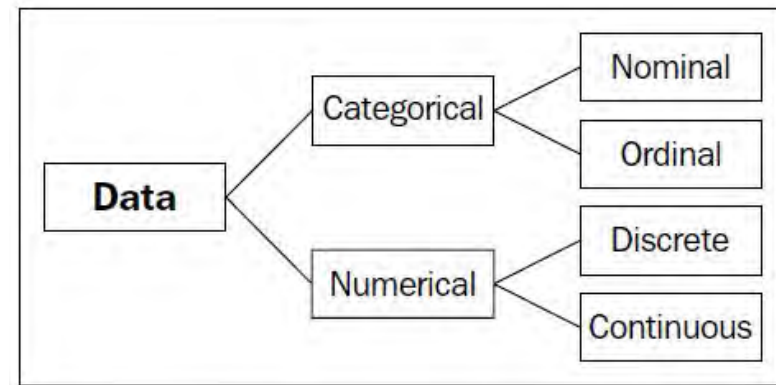 Data
Categorical
Numerical
Nominal
Ordinal
Discrete
Continuous